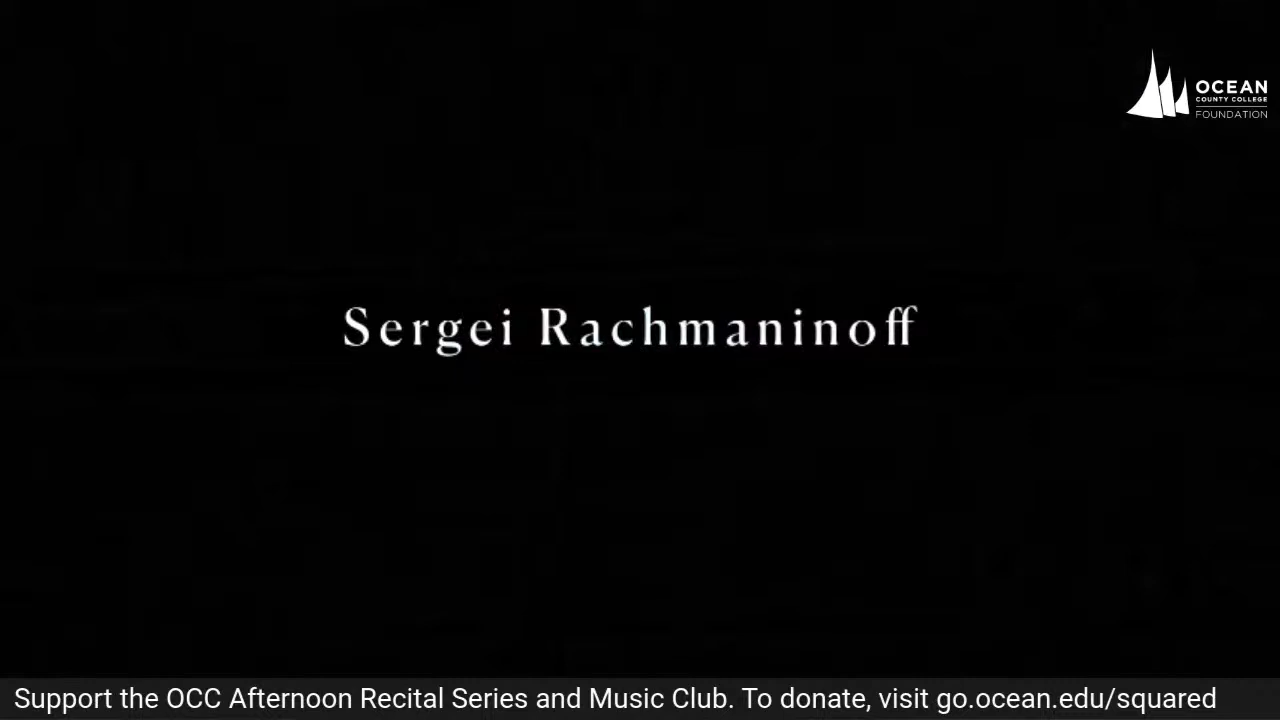 OCEAN
COUNTY COLLEGE
FOUNDATION
Sergei Rachmaninoff
Support the OCC Afternoon Recital Series and Music Club. To donate, visit go.ocean.edu/squared